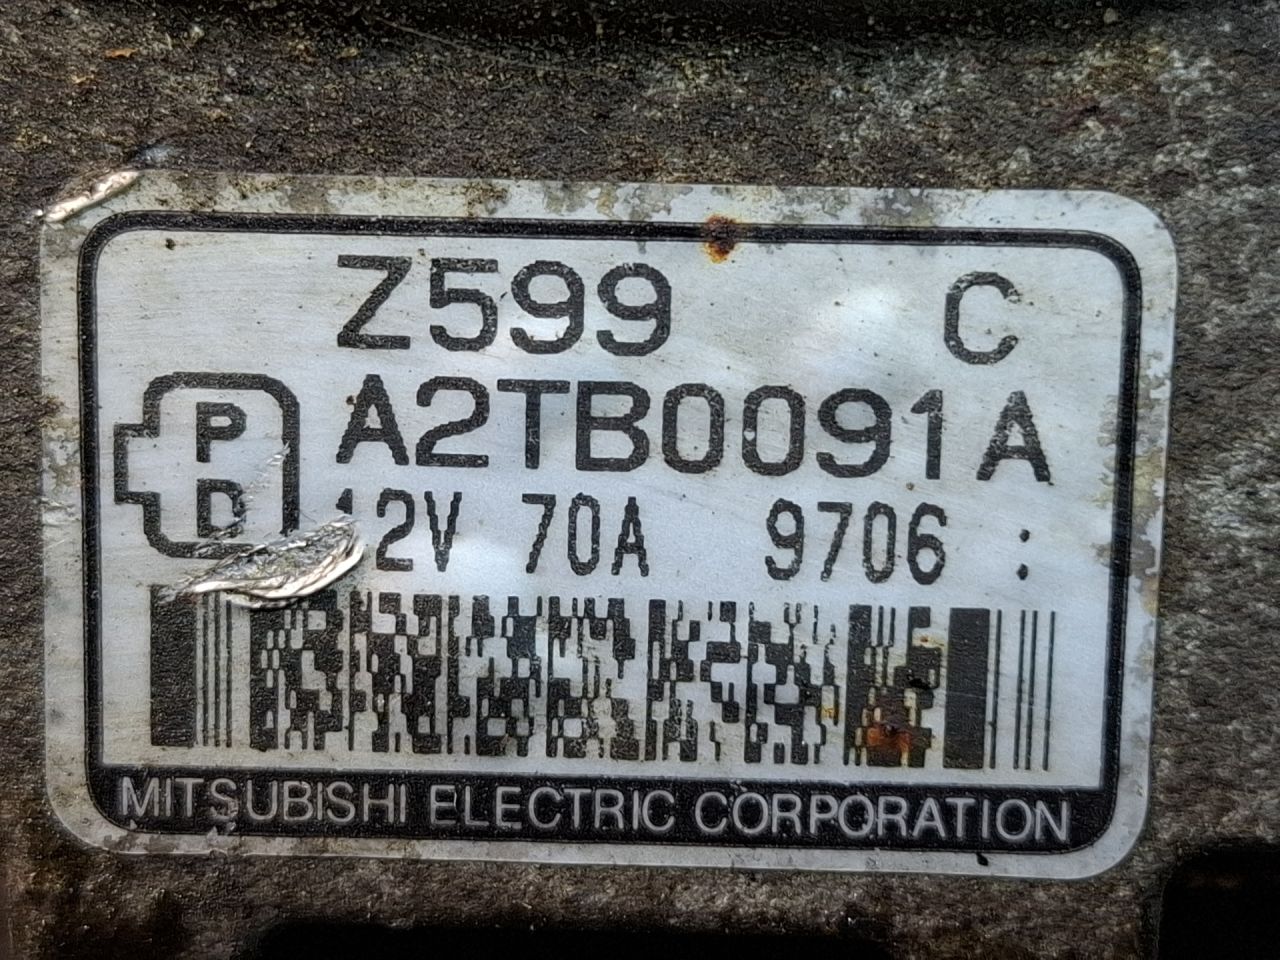 Z599 C
A2TB0091A
P
D
12V 70A 9706 :
MITSUBISHI ELECTRIC CORPORATION